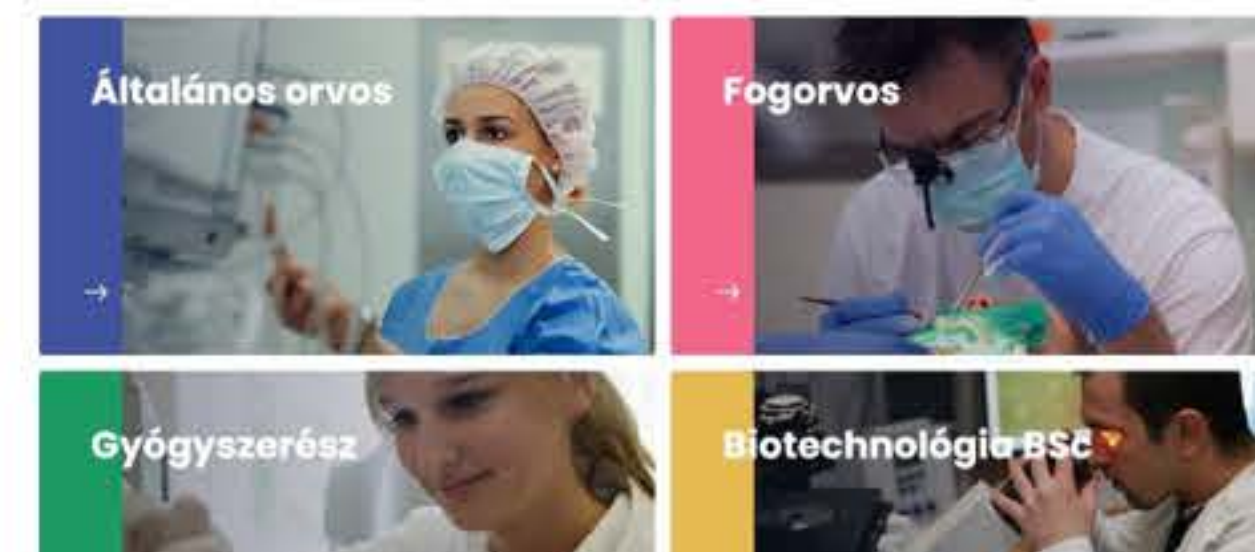 Általános orvos
Fogorvos
→
→
Gyógyszerész
Biotechnológia BSc